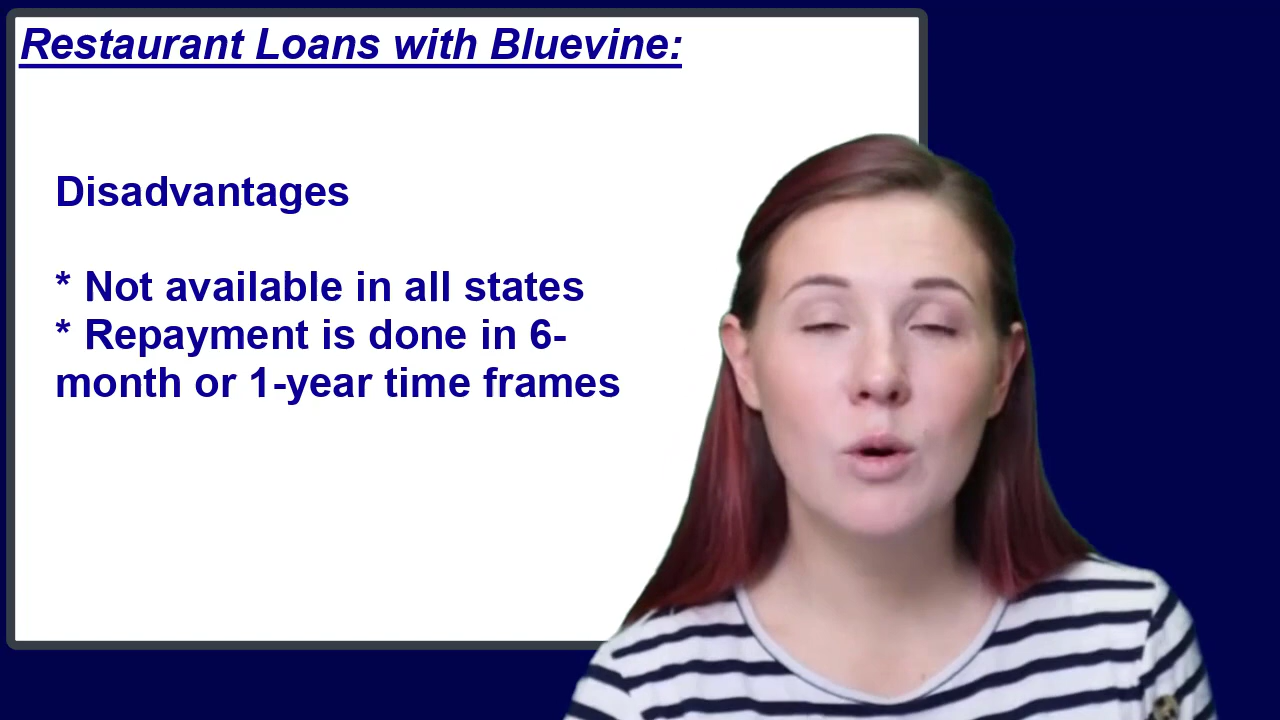 Restaurant Loans with Bluevine:
Disadvantages
* Not available in all states
* Repayment is done in 6-
month or 1-year time frames